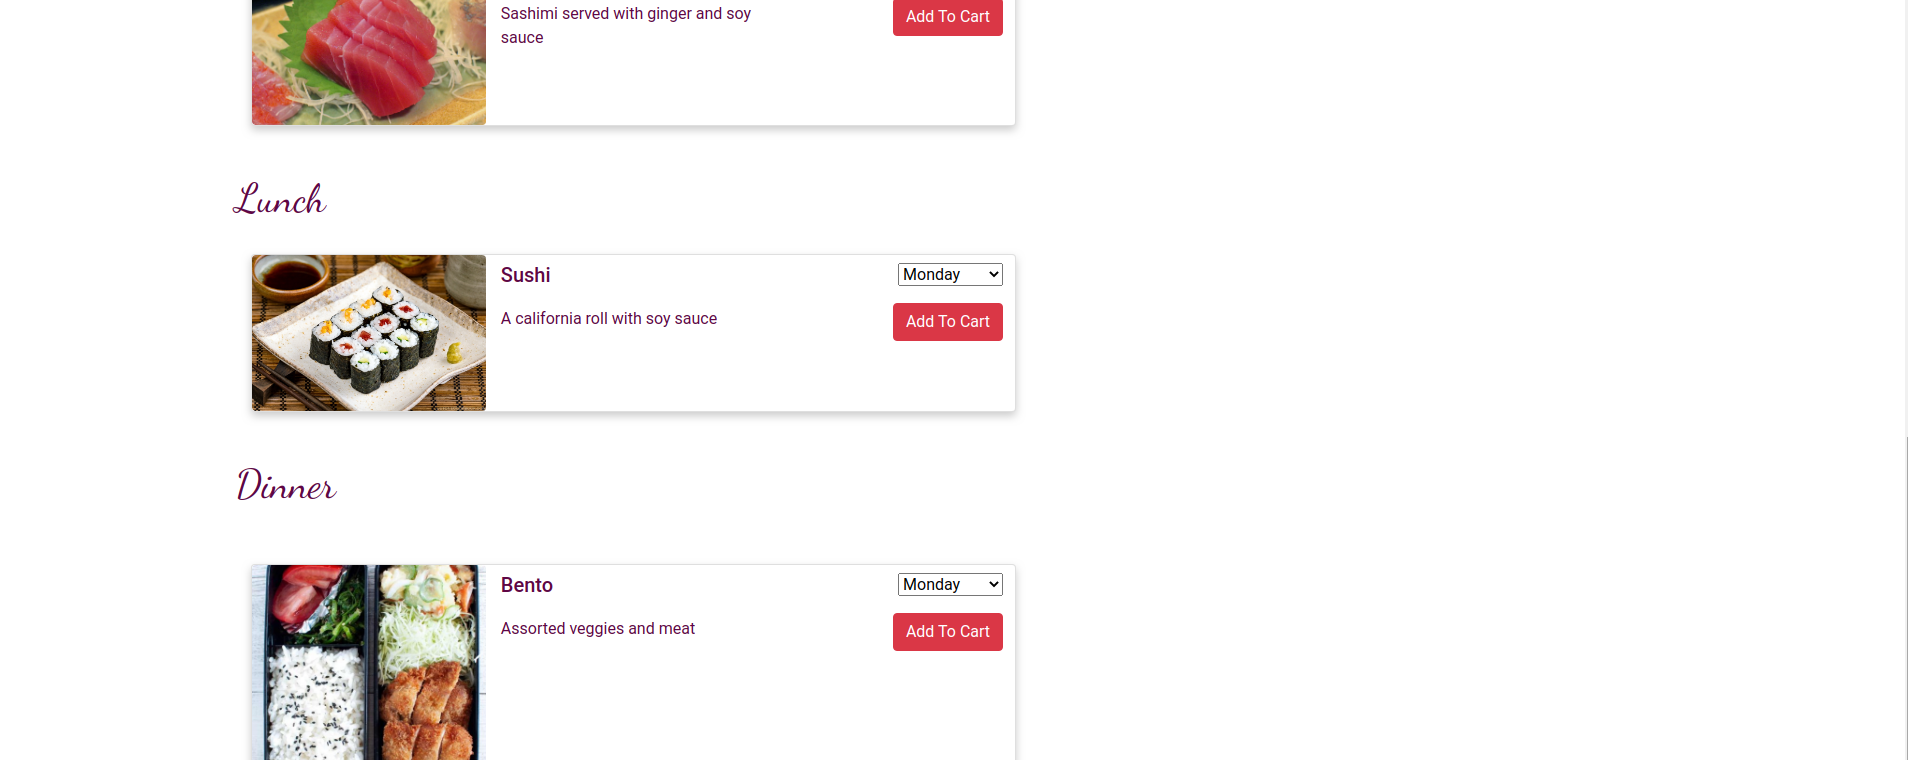 Sashimi served with ginger and soy
sauce
Add To Cart
Lunch
Sushi
Monday
A california roll with soy sauce
Add To Cart
Dinner
Bento
Monday
Assorted veggies and meat
Add To Cart